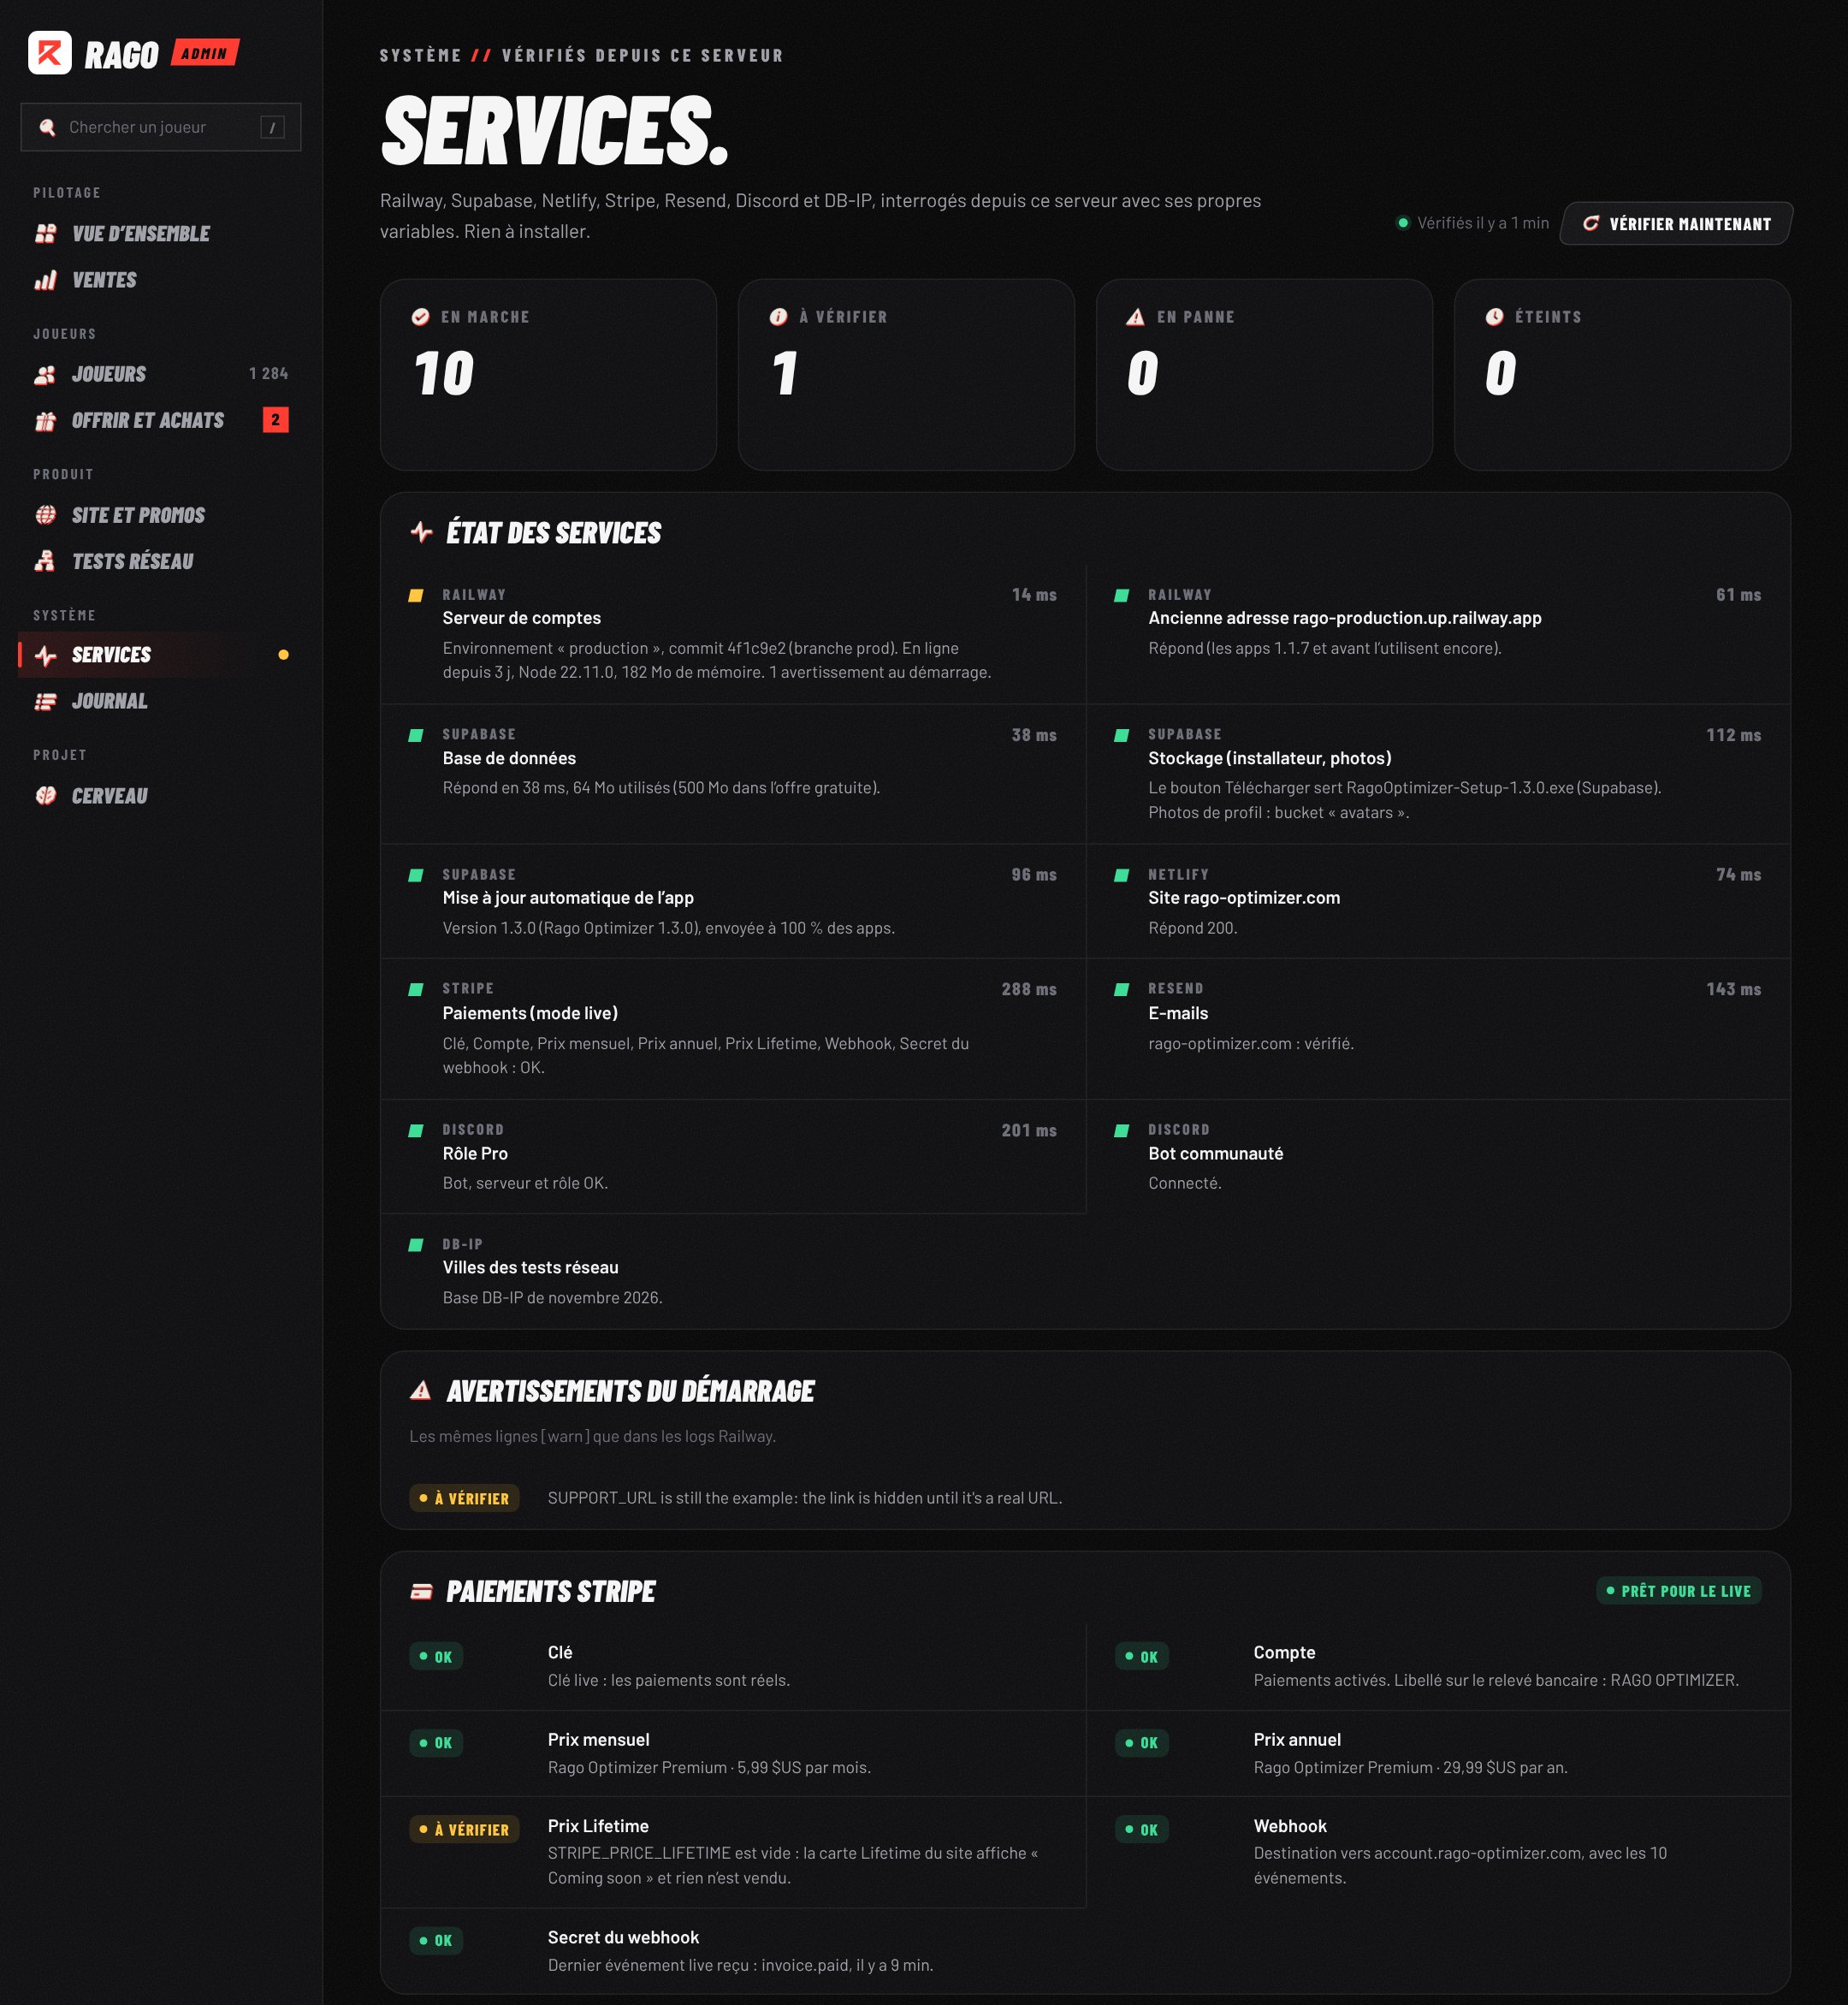 RAGO ADMIN
Chercher un joueur /
PILOTAGE
VUE D’ENSEMBLE
VENTES
JOUEURS
JOUEURS 1 284
OFFRIR ET ACHATS 2
PRODUIT
SITE ET PROMOS
TESTS RÉSEAU
SYSTÈME
SERVICES
JOURNAL
PROJET
CERVEAU
SYSTÈME // VÉRIFIÉS DEPUIS CE SERVEUR
SERVICES.
Railway, Supabase, Netlify, Stripe, Resend, Discord et DB-IP, interrogés depuis ce serveur avec ses propres
variables. Rien à installer.
Vérifiés il y a 1 min
VÉRIFIER MAINTENANT
EN MARCHE
10
À VÉRIFIER
1
EN PANNE
0
ÉTEINTS
0
ÉTAT DES SERVICES
RAILWAY 14 ms
Serveur de comptes
Environnement « production », commit 4f1c9e2 (branche prod). En ligne
depuis 3 j, Node 22.11.0, 182 Mo de mémoire. 1 avertissement au démarrage.
RAILWAY 61 ms
Ancienne adresse rago-production.up.railway.app
Répond (les apps 1.1.7 et avant l’utilisent encore).
SUPABASE 38 ms
Base de données
Répond en 38 ms, 64 Mo utilisés (500 Mo dans l’offre gratuite).
SUPABASE 112 ms
Stockage (installateur, photos)
Le bouton Télécharger sert RagoOptimizer-Setup-1.3.0.exe (Supabase).
Photos de profil : bucket « avatars ».
SUPABASE 96 ms
Mise à jour automatique de l’app
Version 1.3.0 (Rago Optimizer 1.3.0), envoyée à 100 % des apps.
NETLIFY 74 ms
Site rago-optimizer.com
Répond 200.
STRIPE 288 ms
Paiements (mode live)
Clé, Compte, Prix mensuel, Prix annuel, Prix Lifetime, Webhook, Secret du
webhook : OK.
RESEND 143 ms
E-mails
rago-optimizer.com : vérifié.
DISCORD 201 ms
Rôle Pro
Bot, serveur et rôle OK.
DISCORD
Bot communauté
Connecté.
DB-IP
Villes des tests réseau
Base DB-IP de novembre 2026.
AVERTISSEMENTS DU DÉMARRAGE
Les mêmes lignes [warn] que dans les logs Railway.
À VÉRIFIER SUPPORT_URL is still the example: the link is hidden until it's a real URL.
PAIEMENTS STRIPE
PRÊT POUR LE LIVE
OK Clé
Clé live : les paiements sont réels.
OK Compte
Paiements activés. Libellé sur le relevé bancaire : RAGO OPTIMIZER.
OK Prix mensuel
Rago Optimizer Premium · 5,99 $US par mois.
OK Prix annuel
Rago Optimizer Premium · 29,99 $US par an.
À VÉRIFIER Prix Lifetime
STRIPE_PRICE_LIFETIME est vide : la carte Lifetime du site affiche «
Coming soon » et rien n’est vendu.
OK Webhook
Destination vers account.rago-optimizer.com, avec les 10
événements.
OK Secret du webhook
Dernier événement live reçu : invoice.paid, il y a 9 min.